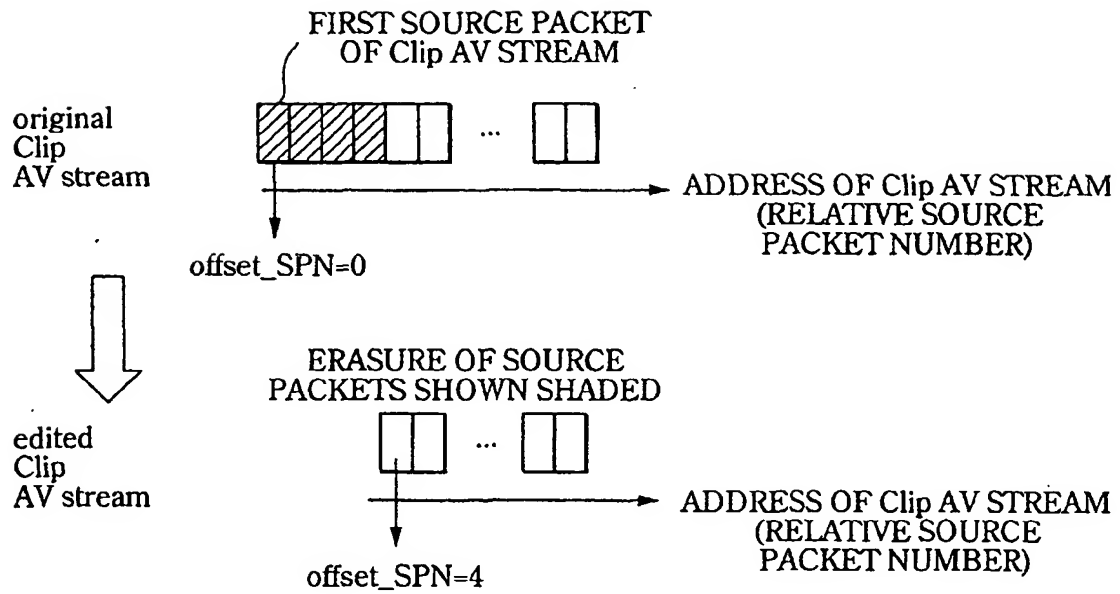 FIRST SOURCE PACKET
OF Clip AV STREAM
original
Clip
AV stream
...
ADDRESS OF Clip AV STREAM
(RELATIVE SOURCE
PACKET NUMBER)
offset_SPN=0
ERASURE OF SOURCE
PACKETS SHOWN SHADED
edited
Clip
AV stream
...
ADDRESS OF Clip AV STREAM
(RELATIVE SOURCE
PACKET NUMBER)
offset_SPN=4